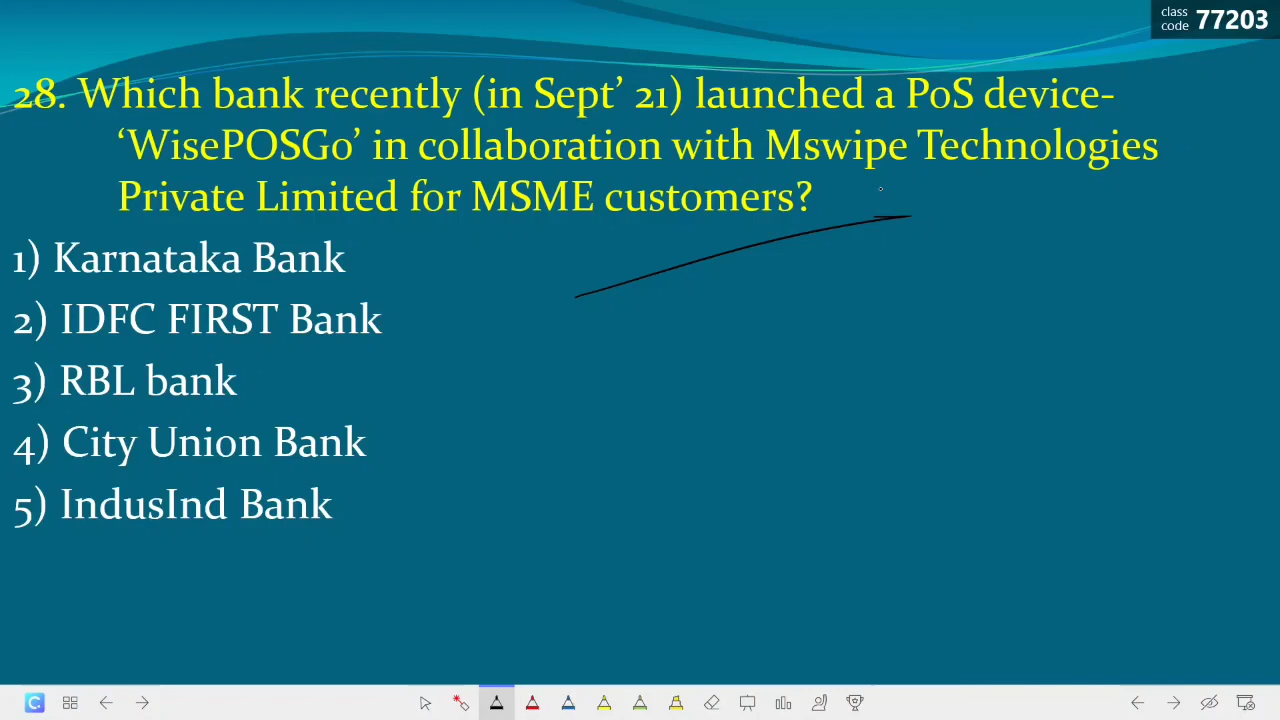 class
code 77203
28. Which bank recently (in Sept’ 21) launched a PoS device-
‘WisePOSGo’ in collaboration with Mswipe Technologies
Private Limited for MSME customers?
1) Karnataka Bank
2) IDFC FIRST Bank
3) RBL bank
4) City Union Bank
5) IndusInd Bank